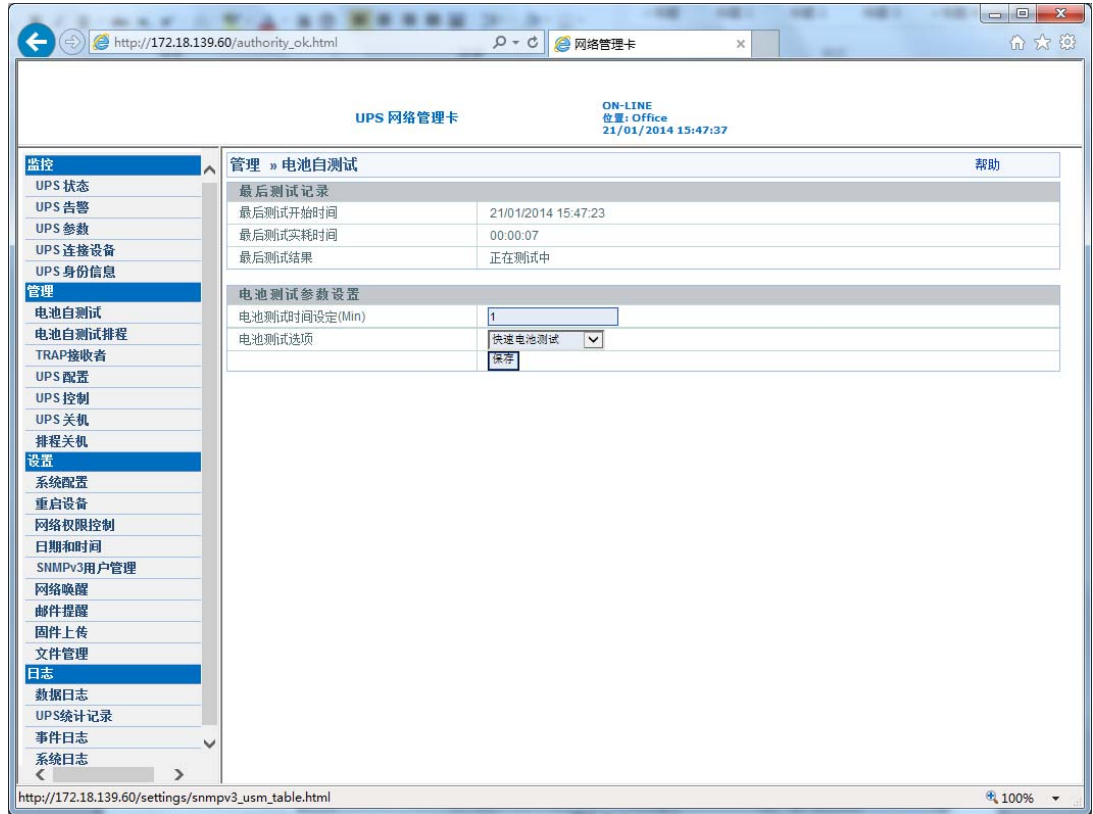 http://172.18.139.60/authority_ok.html
网络管理卡
UPS 网络管理卡
ON-LINE
位置: Office
21/01/2014 15:47:37
监控
UPS 状态
UPS 告警
UPS 参数
UPS 连接设备
UPS 身份信息
管理
电池自测试
电池自测试排程
TRAP接收者
UPS 配置
UPS 控制
UPS 关机
排程关机
设置
系统配置
重启设备
网络权限控制
日期和时间
SNMPv3用户管理
网络唤醒
邮件提醒
固件上传
文件管理
日志
数据日志
UPS统计记录
事件日志
系统日志
管理 » 电池自测试 帮助
最后测试记录
最后测试开始时间 21/01/2014 15:47:23
最后测试实耗时间 00:00:07
最后测试结果 正在测试中
电池测试参数设置
电池测试时间设定(Min) 1
电池测试选项 快速电池测试
保存
http://172.18.139.60/settings/snmpv3_usm_table.html
100%